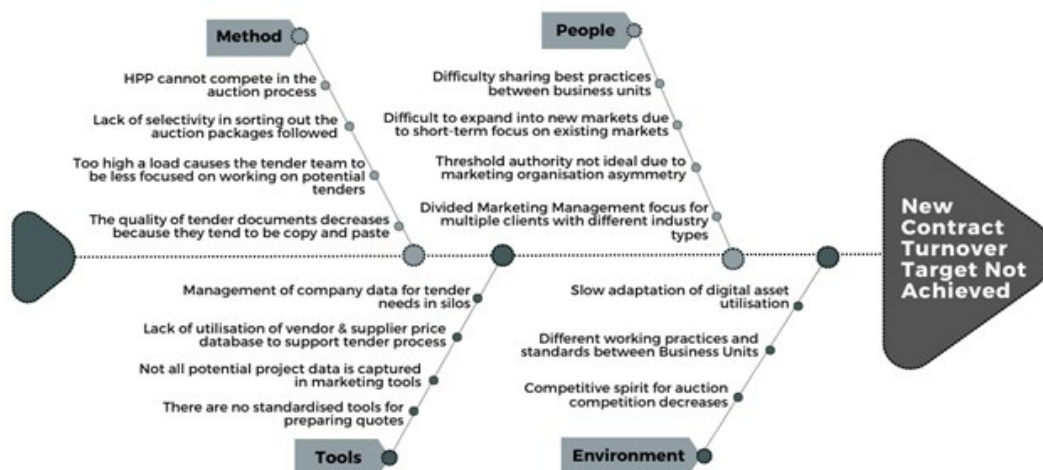 Method
HPP cannot compete in the
auction process
Lack of selectivity in sorting out the
auction packages followed
Too high a load causes the tender team to
be less focused on working on potential
tenders
The quality of tender documents decreases
because they tend to be copy and paste
People
Difficulty sharing best practices
between business units
Difficult to expand into new markets due
to short-term focus on existing markets
Threshold authority not ideal due to
marketing organisation asymmetry
Divided Marketing Management focus for
multiple clients with different industry
types
New
Contract
Turnover
Target Not
Achieved
Management of company data for tender
needs in silos
Lack of utilisation of vendor & supplier price
database to support tender process
Not all potential project data is captured
in marketing tools
There are no standardised tools for
preparing quotes
Tools
Slow adaptation of digital asset
utilisation
Different working practices and
standards between Business Units
Competitive spirit for auction
competition decreases
Environment